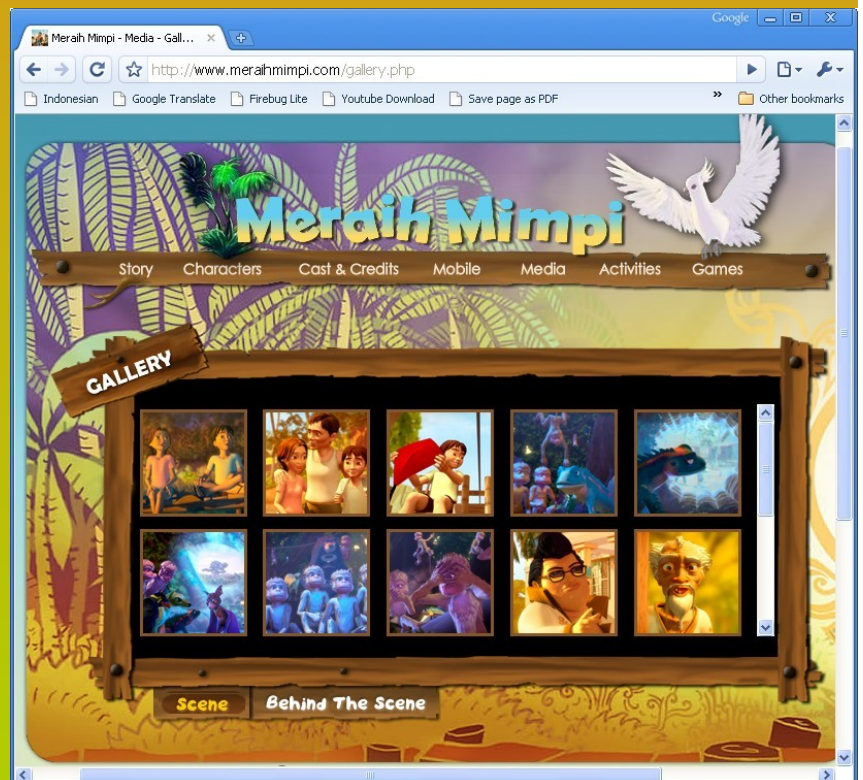 Google
Meraih Mimpi - Media - Gall...
http://www.meraihmimpi.com/gallery.php
Indonesian Google Translate Firebug Lite Youtube Download Save page as PDF » Other bookmarks
Meraih Mimpi
Story Characters Cast & Credits Mobile Media Activities Games
GALLERY
Scene Behind The Scene